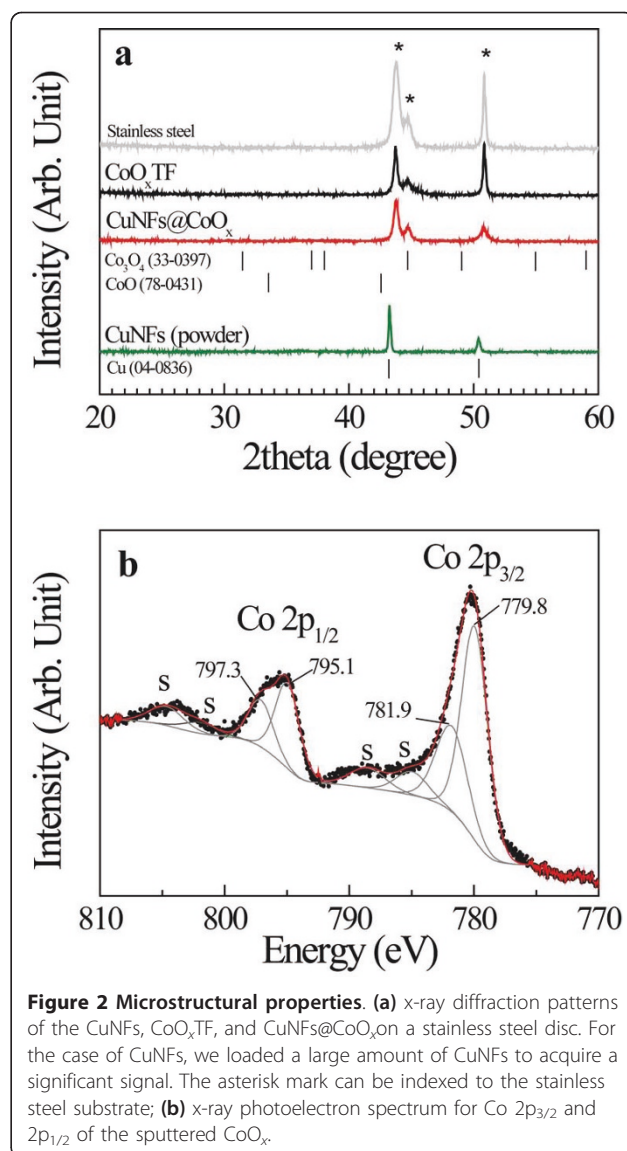 a
*
*
*
Stainless steel
CoOₓTF
CuNFs@CoOₓ
Co₃O₄ (33-0397)
CoO (78-0431)
CuNFs (powder)
Cu (04-0836)
Intensity (Arb. Unit)
20 30 40 50 60
2theta (degree)
b
Co 2p₃/₂
779.8
Co 2p₁/₂
797.3
795.1
781.9
s
s
s
s
Intensity (Arb. Unit)
810 800 790 780 770
Energy (eV)
Figure 2 Microstructural properties. (a) x-ray diffraction patterns
of the CuNFs, CoOₓTF, and CuNFs@CoOₓon a stainless steel disc. For
the case of CuNFs, we loaded a large amount of CuNFs to acquire a
significant signal. The asterisk mark can be indexed to the stainless
steel substrate; (b) x-ray photoelectron spectrum for Co 2p₃/₂ and
2p₁/₂ of the sputtered CoOₓ.